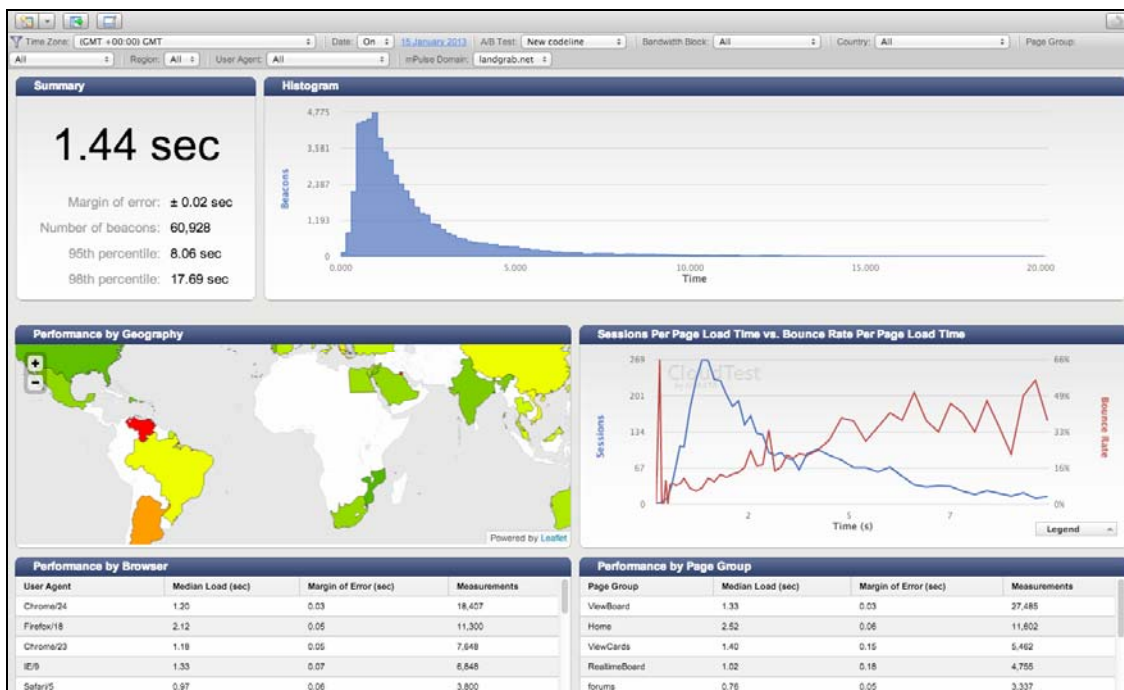 Time Zone: (GMT +00:00) GMT Date: On 15 January 2013 A/B Test: New codeline Bandwidth Block: All Country: All Page Group:
All Region: All User Agent: All mPulse Domain: landgrab.net
Summary
1.44 sec
Margin of error: ± 0.02 sec
Number of beacons: 60,928
95th percentile: 8.06 sec
98th percentile: 17.69 sec
Histogram
4,775
3,581
2,387
1,193
0
Beacons
0.000 5.000 10.000 15.000 20.000
Time
Performance by Geography
+
−
Powered by Leaflet
Sessions Per Page Load Time vs. Bounce Rate Per Page Load Time
CloudTest
269 66%
201 49%
134 33%
67 16%
0 0%
Sessions
Bounce Rate
2 5 7
Time (s)
Legend
Performance by Browser
User Agent Median Load (sec) Margin of Error (sec) Measurements
Chrome/24 1.20 0.03 18,407
Firefox/18 2.12 0.05 11,300
Chrome/23 1.18 0.05 7,648
IE/9 1.33 0.07 6,848
Safari/5 0.97 0.06 3,800
Performance by Page Group
Page Group Median Load (sec) Margin of Error (sec) Measurements
ViewBoard 1.33 0.03 27,485
Home 2.52 0.06 11,602
ViewCards 1.40 0.15 5,462
RealtimeBoard 1.02 0.18 4,755
forums 0.76 0.05 3,337